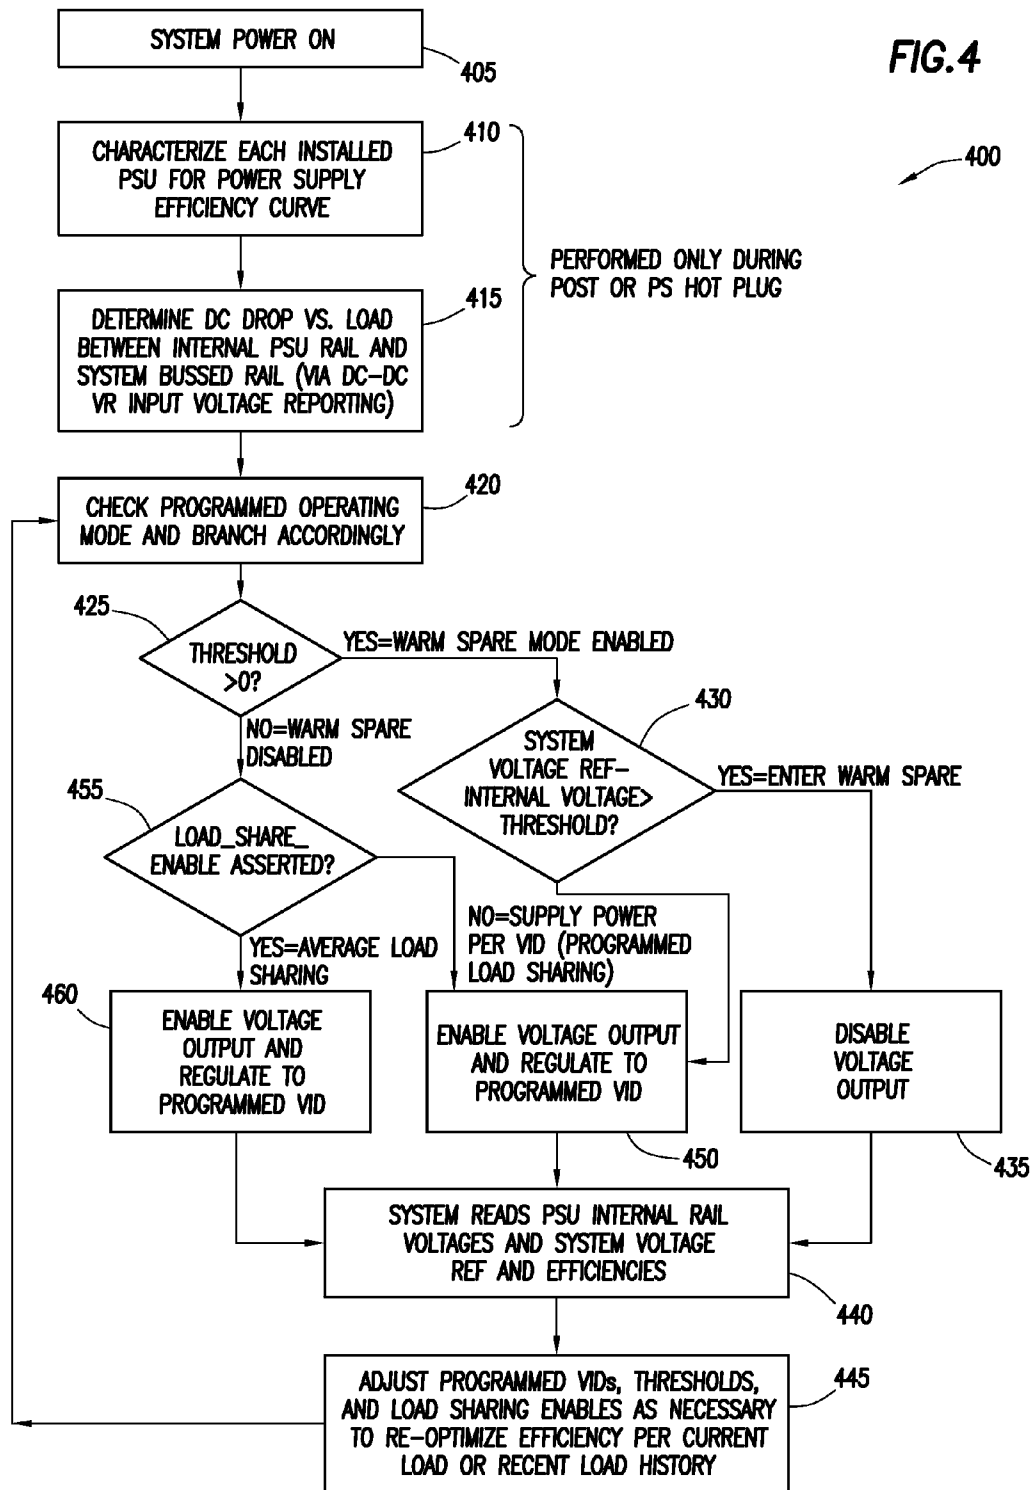 SYSTEM POWER ON
405
FIG.4
400
410
CHARACTERIZE EACH INSTALLED
PSU FOR POWER SUPPLY
EFFICIENCY CURVE
PERFORMED ONLY DURING
POST OR PS HOT PLUG
415
DETERMINE DC DROP VS. LOAD
BETWEEN INTERNAL PSU RAIL AND
SYSTEM BUSSED RAIL (VIA DC-DC
VR INPUT VOLTAGE REPORTING)
420
CHECK PROGRAMMED OPERATING
MODE AND BRANCH ACCORDINGLY
425
THRESHOLD
>0?
YES=WARM SPARE MODE ENABLED
NO=WARM SPARE
DISABLED
430
SYSTEM
VOLTAGE REF-
INTERNAL VOLTAGE>
THRESHOLD?
YES=ENTER WARM SPARE
455
LOAD_SHARE_
ENABLE ASSERTED?
NO=SUPPLY POWER
PER VID (PROGRAMMED
LOAD SHARING)
YES=AVERAGE LOAD
SHARING
460
ENABLE VOLTAGE
OUTPUT AND
REGULATE TO
PROGRAMMED VID
ENABLE VOLTAGE OUTPUT
AND REGULATE TO
PROGRAMMED VID
450
DISABLE
VOLTAGE
OUTPUT
435
SYSTEM READS PSU INTERNAL RAIL
VOLTAGES AND SYSTEM VOLTAGE
REF AND EFFICIENCIES
440
ADJUST PROGRAMMED VIDs, THRESHOLDS,
AND LOAD SHARING ENABLES AS NECESSARY
TO RE-OPTIMIZE EFFICIENCY PER CURRENT
LOAD OR RECENT LOAD HISTORY
445